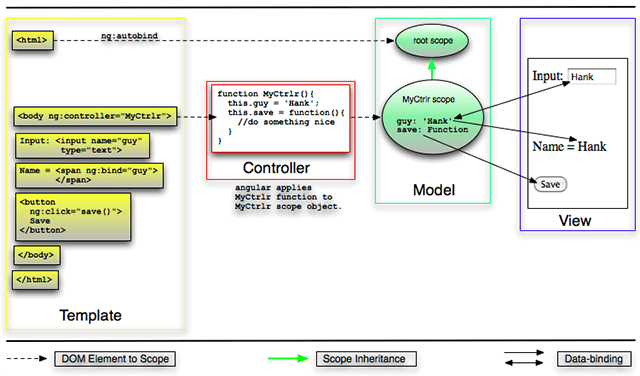 <html>
ng:autobind
root scope
<body ng:controller="MyCtrlr">
Input: <input name="guy"
type="text">
Name = <span ng:bind="guy">
</span>
<button
ng:click="save()">
Save
</button>
</body>
</html>
Template
function MyCtrlr(){
this.guy = 'Hank';
this.save = function(){
//do something nice
}
}
Controller
angular applies
MyCtrlr function to
MyCtrlr scope object.
MyCtrlr scope
guy: 'Hank'
save: Function
Model
Input: Hank
Name = Hank
Save
View
DOM Element to Scope
Scope Inheritance
Data-binding